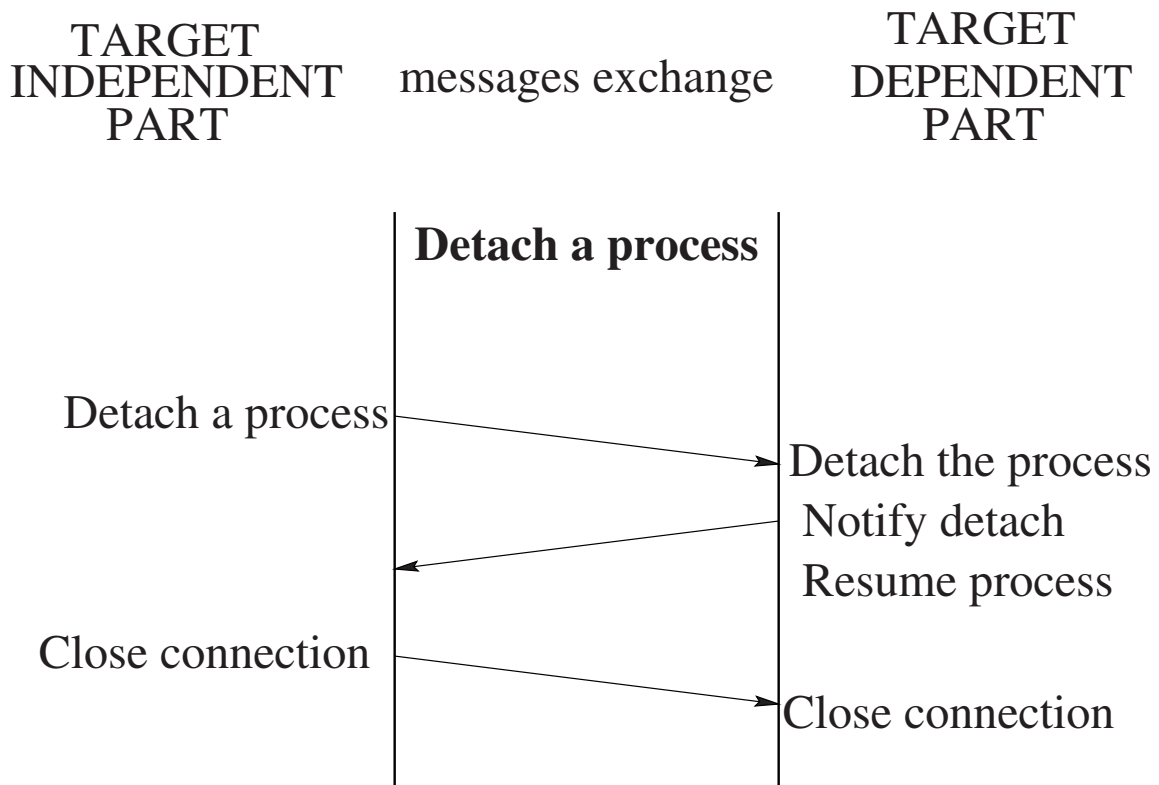 TARGET
INDEPENDENT
PART
messages exchange
TARGET
DEPENDENT
PART
Detach a process
Detach a process
Detach the process
Notify detach
Resume process
Close connection
Close connection